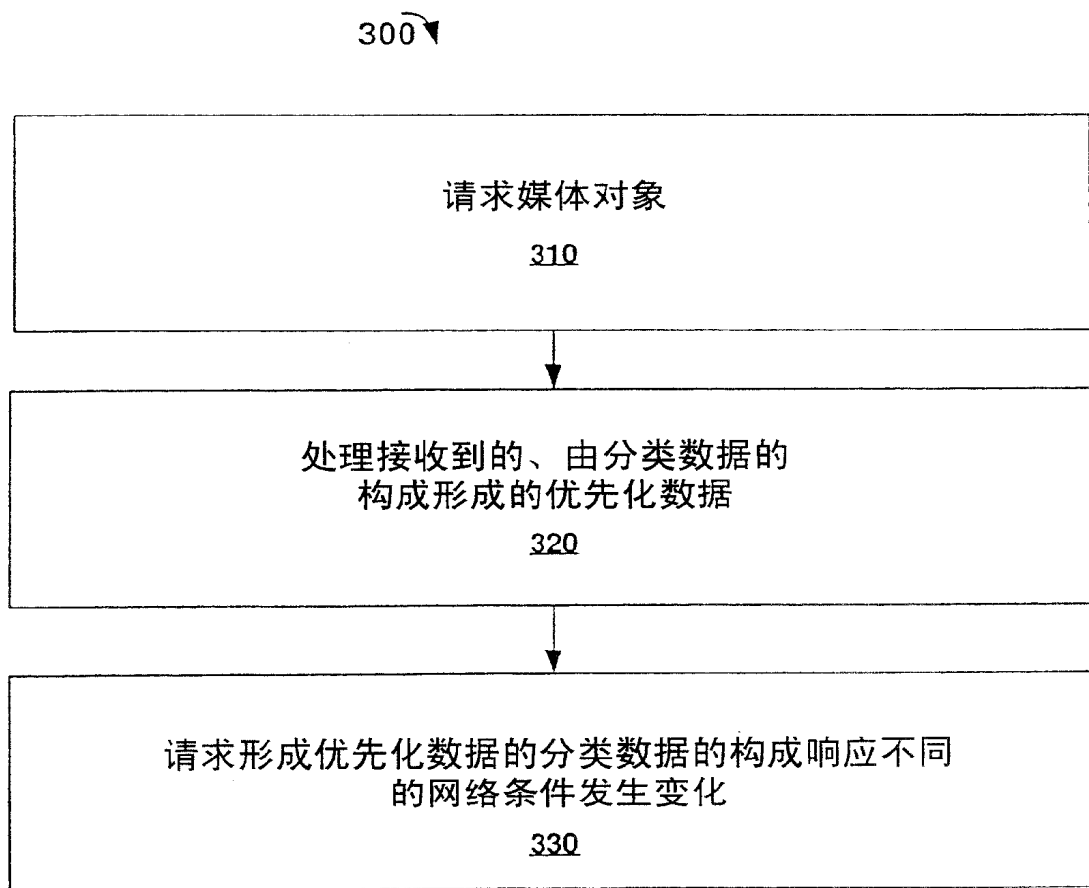 300
请求媒体对象
310
处理接收到的、由分类数据的
构成形成的优先化数据
320
请求形成优先化数据的分类数据的构成响应不同
的网络条件发生变化
330